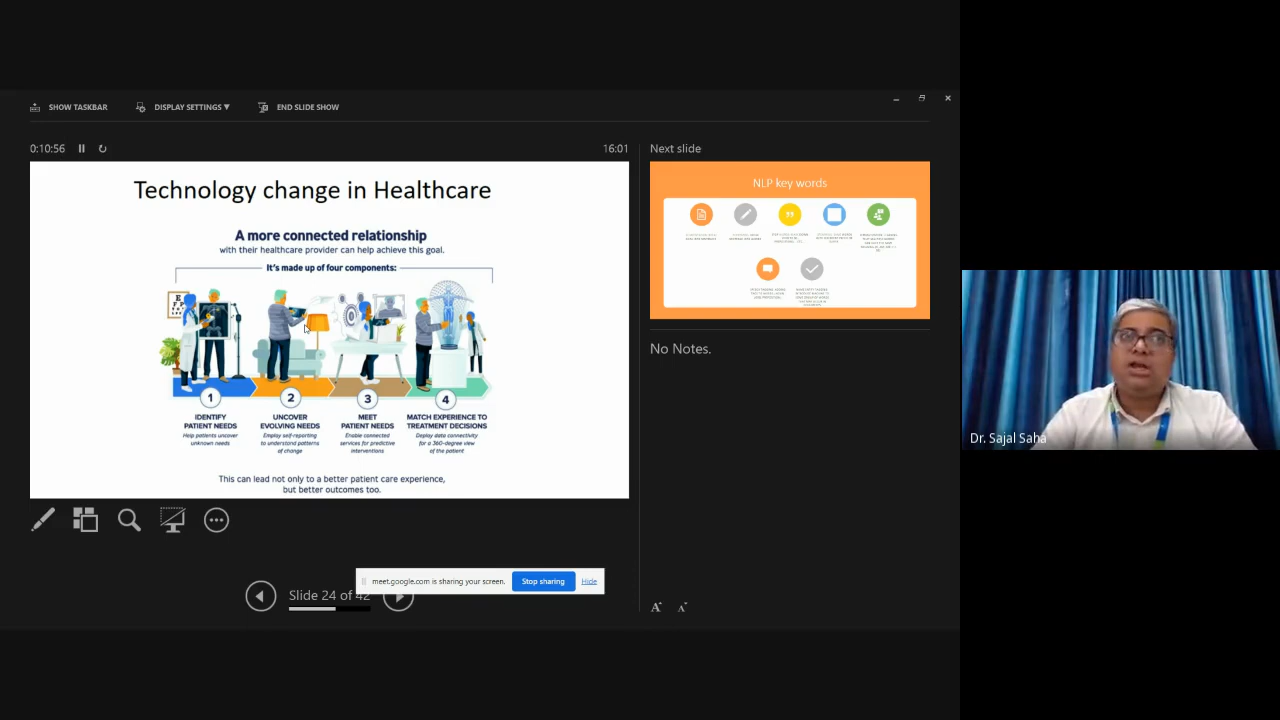 SHOW TASKBAR
DISPLAY SETTINGS ▼
END SLIDE SHOW
0:10:56
16:01
Next slide
Technology change in Healthcare
A more connected relationship
with their healthcare provider can help achieve this goal.
It's made up of four components:
E
1
2
3
4
IDENTIFY
PATIENT NEEDS
Help patients uncover
unknown needs
UNCOVER
EVOLVING NEEDS
Employ self-reporting
to understand patterns
of change
MEET
PATIENT NEEDS
Enable connected
services for predictive
interventions
MATCH EXPERIENCE TO
TREATMENT DECISIONS
Deploy data connectivity
for a 360-degree view
of the patient
This can lead not only to a better patient care experience,
but better outcomes too.
NLP key words
No Notes.
Dr. Sajal Saha
meet.google.com is sharing your screen.
Stop sharing
Hide
Slide 24 of 42
A
A